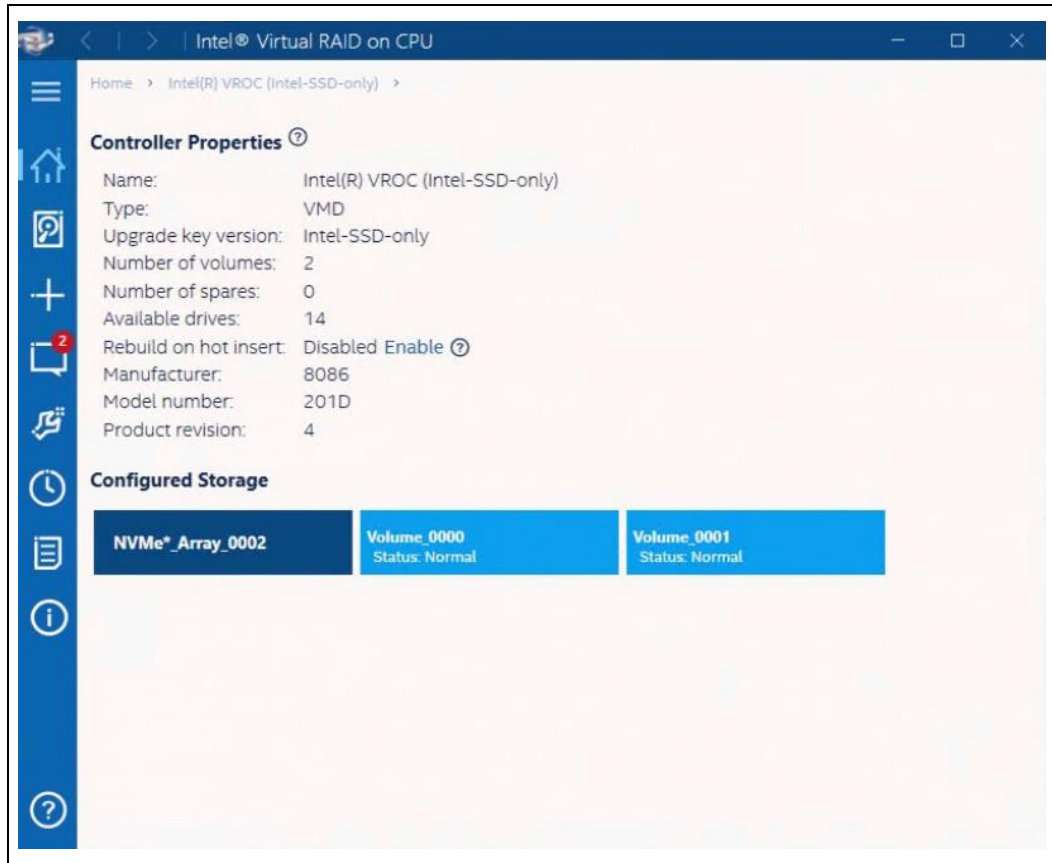 Intel® Virtual RAID on CPU
Home > Intel(R) VROC (Intel-SSD-only) >
Controller Properties ?
Name: Intel(R) VROC (Intel-SSD-only)
Type: VMD
Upgrade key version: Intel-SSD-only
Number of volumes: 2
Number of spares: 0
Available drives: 14
Rebuild on hot insert: Disabled Enable ?
2
Manufacturer: 8086
Model number: 201D
Product revision: 4
Configured Storage
NVMe*_Array_0002 Volume_0000 Volume_0001
Status: Normal Status: Normal
?